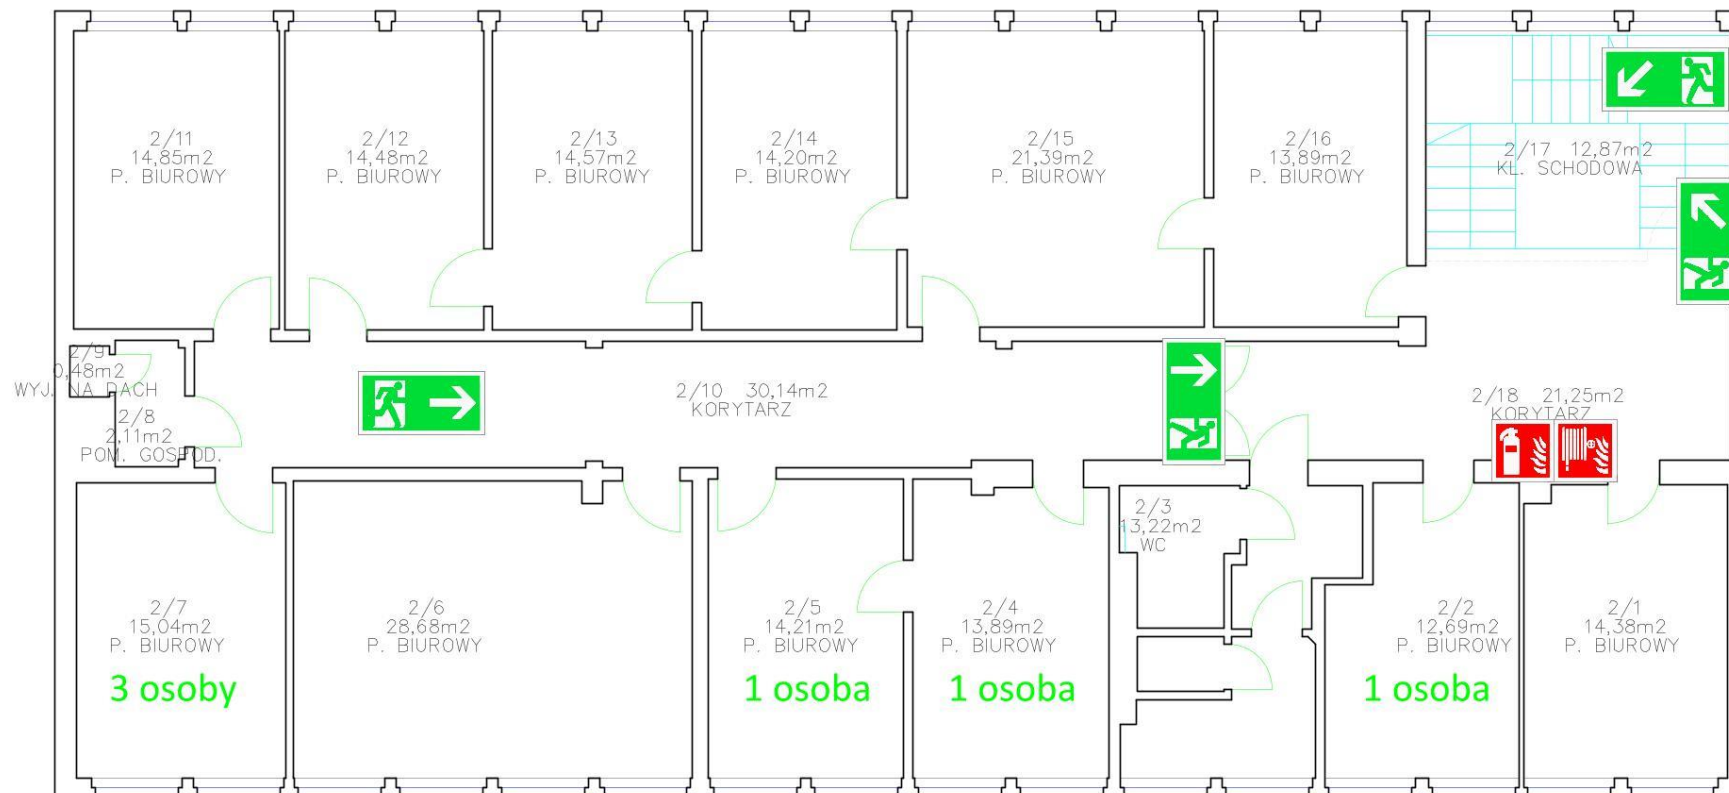 2/11
14,85m2
P. BIUROWY
2/12
14,48m2
P. BIUROWY
2/13
14,57m2
P. BIUROWY
2/14
14,20m2
P. BIUROWY
2/15
21,39m2
P. BIUROWY
2/16
13,89m2
P. BIUROWY
2/17 12,87m2
KŁ. SCHODOWA
2/9
0,48m2
WYJ. NA DACH
2/8
2,11m2
POM. GOSPOD.
2/10 30,14m2
KORYTARZ
2/18 21,25m2
KORYTARZ
2/7
15,04m2
P. BIUROWY
3 osoby
2/6
28,68m2
P. BIUROWY
2/5
14,21m2
P. BIUROWY
1 osoba
2/4
13,89m2
P. BIUROWY
1 osoba
2/3
13,22m2
WC
2/2
12,69m2
P. BIUROWY
1 osoba
2/1
14,38m2
P. BIUROWY